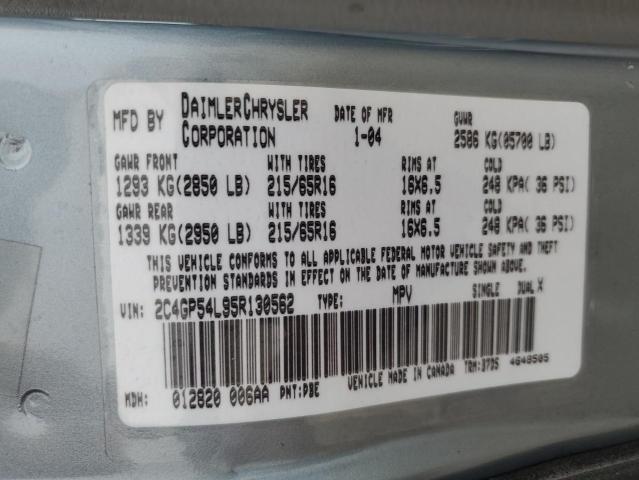 MFD BY DAIMLERCHRYSLER CORPORATION DATE OF MFR 1-04 GVWR 2586 KG(05700 LB)
GAWR FRONT WITH TIRES RIMS AT COLD
1293 KG(2850 LB) 215/65R16 16X6.5 248 KPA( 36 PSI)
GAWR REAR WITH TIRES RIMS AT COLD
1339 KG(2950 LB) 215/65R16 16X6.5 248 KPA( 36 PSI)
THIS VEHICLE CONFORMS TO ALL APPLICABLE FEDERAL MOTOR VEHICLE SAFETY AND THEFT
PREVENTION STANDARDS IN EFFECT ON THE DATE OF MANUFACTURE SHOWN ABOVE.
VIN: 2C4GP54L95R130562 TYPE: MPV SINGLE DUAL X
MDH: 012820 006AA PNT:PBE VEHICLE MADE IN CANADA TRM:37D5 4648505